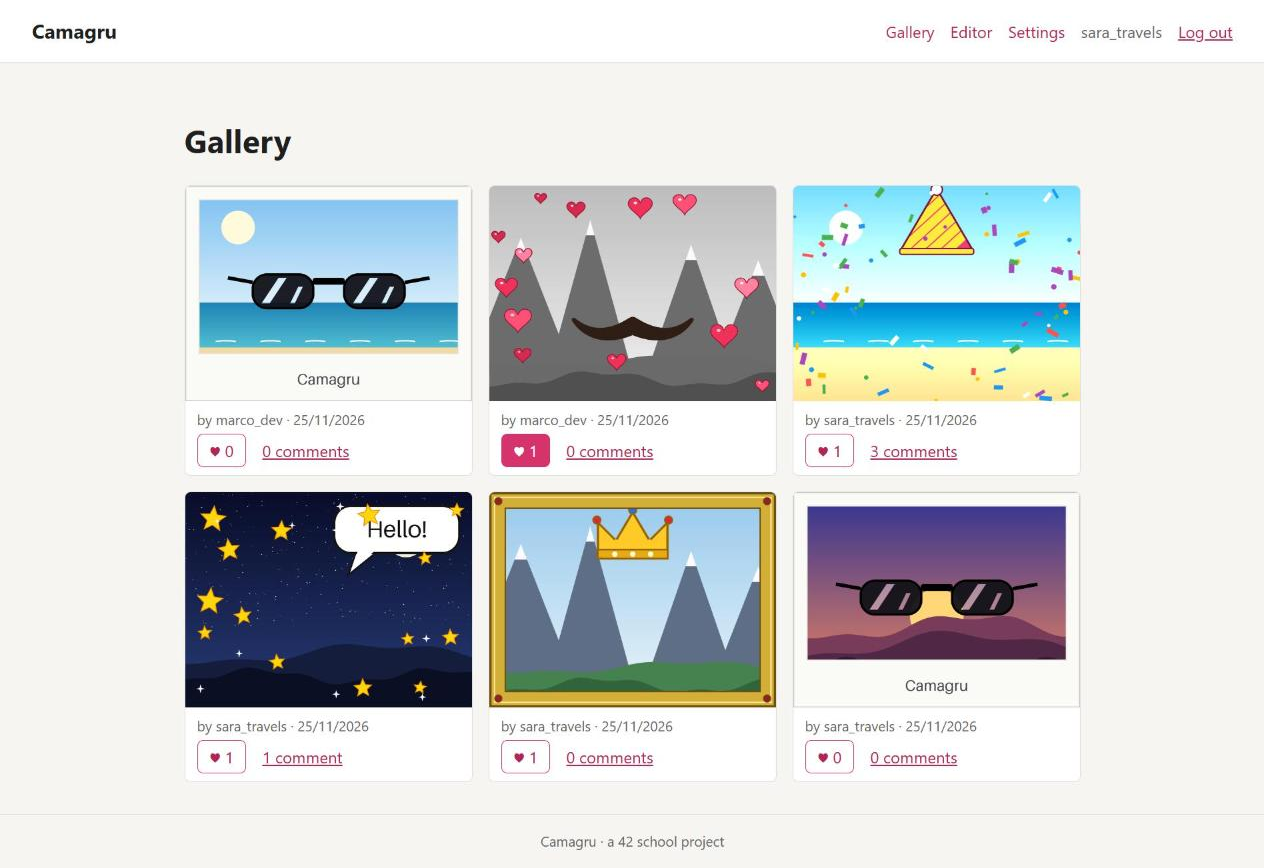 Camagru
Gallery Editor Settings sara_travels Log out
Gallery
Camagru
by marco_dev · 25/11/2026
♥ 0 0 comments
by marco_dev · 25/11/2026
♥ 1 0 comments
by sara_travels · 25/11/2026
♥ 1 3 comments
Hello!
by sara_travels · 25/11/2026
♥ 1 1 comment
by sara_travels · 25/11/2026
♥ 1 0 comments
Camagru
by sara_travels · 25/11/2026
♥ 0 0 comments
Camagru · a 42 school project